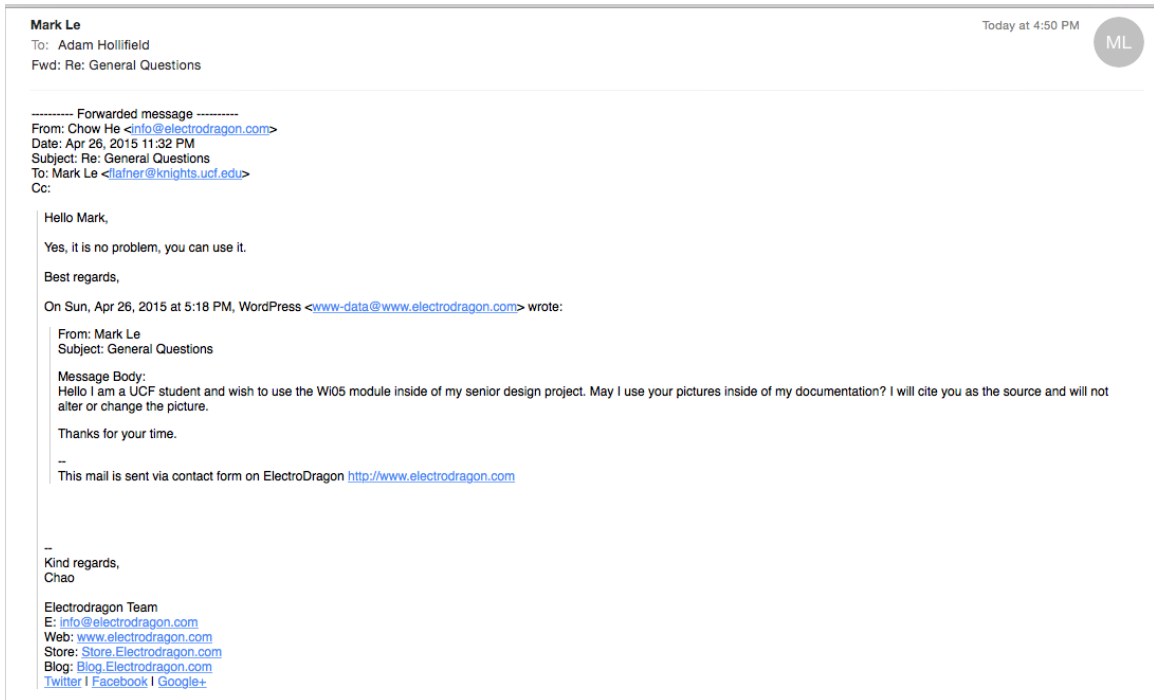 Mark Le
Today at 4:50 PM
ML
To: Adam Hollifield
Fwd: Re: General Questions
---------- Forwarded message ----------
From: Chow He <info@electrodragon.com>
Date: Apr 26, 2015 11:32 PM
Subject: Re: General Questions
To: Mark Le <flafner@knights.ucf.edu>
Cc:
Hello Mark,
Yes, it is no problem, you can use it.
Best regards,
On Sun, Apr 26, 2015 at 5:18 PM, WordPress <www-data@www.electrodragon.com> wrote:
From: Mark Le
Subject: General Questions
Message Body:
Hello I am a UCF student and wish to use the Wi05 module inside of my senior design project. May I use your pictures inside of my documentation? I will cite you as the source and will not
alter or change the picture.
Thanks for your time.
--
This mail is sent via contact form on ElectroDragon http://www.electrodragon.com
--
Kind regards,
Chao
Electrodragon Team
E: info@electrodragon.com
Web: www.electrodragon.com
Store: Store.Electrodragon.com
Blog: Blog.Electrodragon.com
Twitter | Facebook | Google+